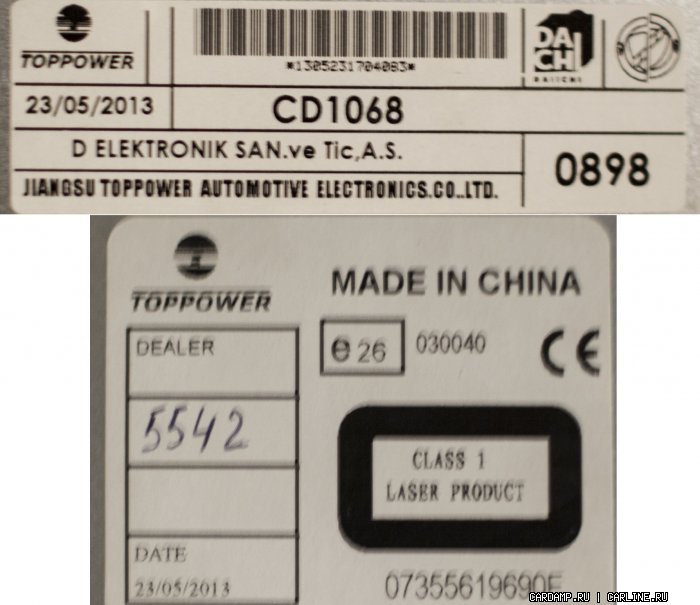 TOPPOWER
*1305231704083*
DAIICHI
DAIICHI
23/05/2013
CD1068
D ELEKTRONIK SAN.ve Tic,A.S.
0898
JIANGSU TOPPOWER AUTOMOTIVE ELECTRONICS.CO..LTD.
TOPPOWER
MADE IN CHINA
DEALER
e 26
030040
CE
5542
CLASS 1
LASER PRODUCT
DATE
23/05/2013
07355619690E
CARDAMP.RU | CARLINE.RU